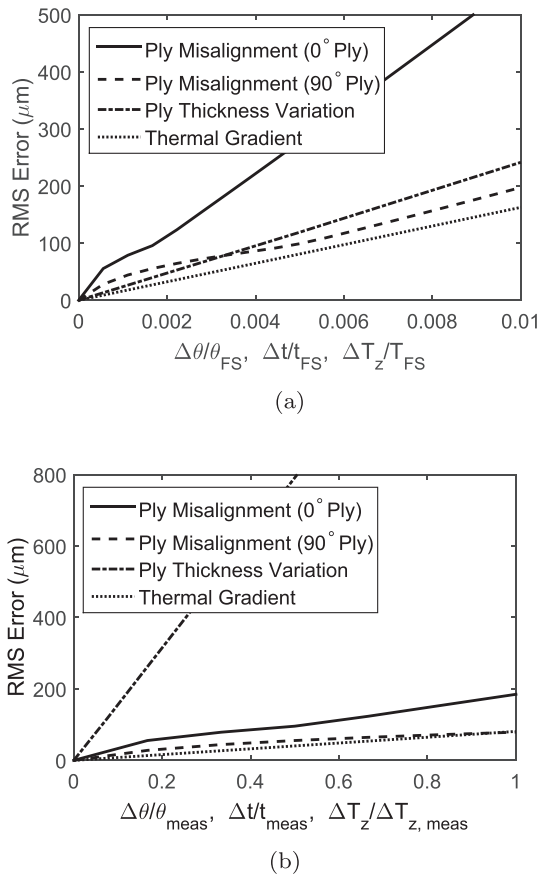 500
400
300
200
100
0
RMS Error (μm)
Ply Misalignment (0° Ply)
Ply Misalignment (90° Ply)
Ply Thickness Variation
Thermal Gradient
0 0.002 0.004 0.006 0.008 0.01
Δθ/θFS, Δt/tFS, ΔTz/TFS
(a)
800
600
400
200
0
RMS Error (μm)
Ply Misalignment (0° Ply)
Ply Misalignment (90° Ply)
Ply Thickness Variation
Thermal Gradient
0 0.2 0.4 0.6 0.8 1
Δθ/θmeas, Δt/tmeas, ΔTz/ΔTz, meas
(b)